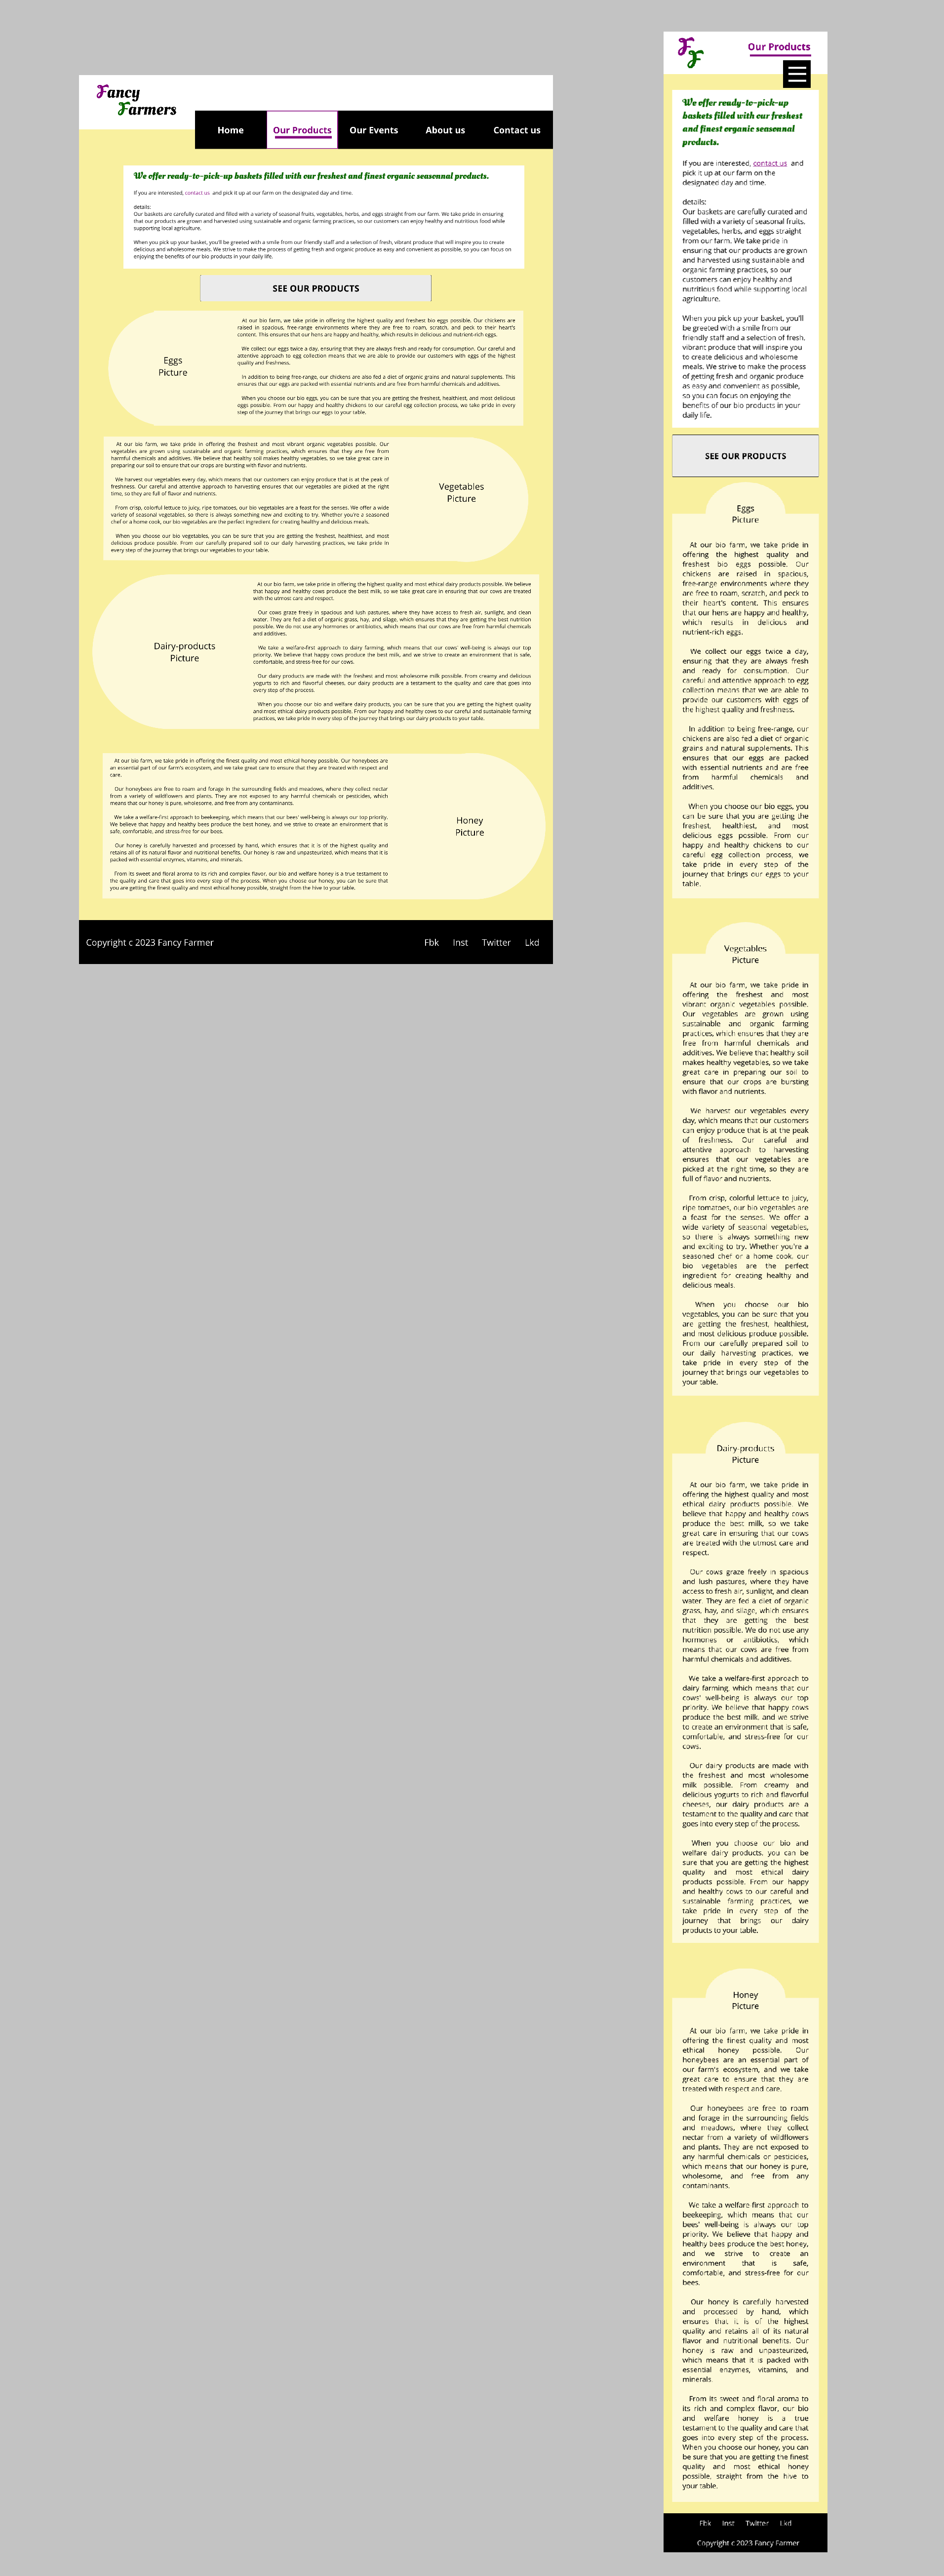 Fancy
Farmers
Home
Our Products
Our Events
About us
Contact us
We offer ready-to-pick-up baskets filled with our freshest and finest organic seasonnal products.
If you are interested, contact us and pick it up at our farm on the designated day and time.
details:
Our baskets are carefully curated and filled with a variety of seasonal fruits, vegetables, herbs, and eggs straight from our farm. We take pride in ensuring
that our products are grown and harvested using sustainable and organic farming practices, so our customers can enjoy healthy and nutritious food while
supporting local agriculture.
When you pick up your basket, you'll be greeted with a smile from our friendly staff and a selection of fresh, vibrant produce that will inspire you to create
delicious and wholesome meals. We strive to make the process of getting fresh and organic produce as easy and convenient as possible, so you can focus on
enjoying the benefits of our bio products in your daily life.
SEE OUR PRODUCTS
Eggs
Picture
At our bio farm, we take pride in offering the highest quality and freshest bio eggs possible. Our chickens are
raised in spacious, free-range environments where they are free to roam, scratch, and peck to their heart's
content. This ensures that our hens are happy and healthy, which results in delicious and nutrient-rich eggs.
We collect our eggs twice a day, ensuring that they are always fresh and ready for consumption. Our careful and
attentive approach to egg collection means that we are able to provide our customers with eggs of the highest
quality and freshness.
In addition to being free-range, our chickens are also fed a diet of organic grains and natural supplements. This
ensures that our eggs are packed with essential nutrients and are free from harmful chemicals and additives.
When you choose our bio eggs, you can be sure that you are getting the freshest, healthiest, and most delicious
eggs possible. From our happy and healthy chickens to our careful egg collection process, we take pride in every
step of the journey that brings our eggs to your table.
At our bio farm, we take pride in offering the freshest and most vibrant organic vegetables possible. Our
vegetables are grown using sustainable and organic farming practices, which ensures that they are free from
harmful chemicals and additives. We believe that healthy soil makes healthy vegetables, so we take great care in
preparing our soil to ensure that our crops are bursting with flavor and nutrients.
We harvest our vegetables every day, which means that our customers can enjoy produce that is at the peak of
freshness. Our careful and attentive approach to harvesting ensures that our vegetables are picked at the right
time, so they are full of flavor and nutrients.
From crisp, colorful lettuce to juicy, ripe tomatoes, our bio vegetables are a feast for the senses. We offer a wide
variety of seasonal vegetables, so there is always something new and exciting to try. Whether you're a seasoned
chef or a home cook, our bio vegetables are the perfect ingredient for creating healthy and delicious meals.
When you choose our bio vegetables, you can be sure that you are getting the freshest, healthiest, and most
delicious produce possible. From our carefully prepared soil to our daily harvesting practices, we take pride in
every step of the journey that brings our vegetables to your table.
Vegetables
Picture
Dairy-products
Picture
At our bio farm, we take pride in offering the highest quality and most ethical dairy products possible. We believe
that happy and healthy cows produce the best milk, so we take great care in ensuring that our cows are treated
with the utmost care and respect.
Our cows graze freely in spacious and lush pastures, where they have access to fresh air, sunlight, and clean
water. They are fed a diet of organic grass, hay, and silage, which ensures that they are getting the best nutrition
possible. We do not use any hormones or antibiotics, which means that our cows are free from harmful chemicals
and additives.
We take a welfare-first approach to dairy farming, which means that our cows' well-being is always our top
priority. We believe that happy cows produce the best milk, and we strive to create an environment that is safe,
comfortable, and stress-free for our cows.
Our dairy products are made with the freshest and most wholesome milk possible. From creamy and delicious
yogurts to rich and flavorful cheeses, our dairy products are a testament to the quality and care that goes into
every step of the process.
When you choose our bio and welfare dairy products, you can be sure that you are getting the highest quality
and most ethical dairy products possible. From our happy and healthy cows to our careful and sustainable farming
practices, we take pride in every step of the journey that brings our dairy products to your table.
At our bio farm, we take pride in offering the finest quality and most ethical honey possible. Our honeybees are
an essential part of our farm's ecosystem, and we take great care to ensure that they are treated with respect and
care.
Our honeybees are free to roam and forage in the surrounding fields and meadows, where they collect nectar
from a variety of wildflowers and plants. They are not exposed to any harmful chemicals or pesticides, which
means that our honey is pure, wholesome, and free from any contaminants.
We take a welfare-first approach to beekeeping, which means that our bees' well-being is always our top priority.
We believe that happy and healthy bees produce the best honey, and we strive to create an environment that is
safe, comfortable, and stress-free for our bees.
Our honey is carefully harvested and processed by hand, which ensures that it is of the highest quality and
retains all of its natural flavor and nutritional benefits. Our honey is raw and unpasteurized, which means that it is
packed with essential enzymes, vitamins, and minerals.
From its sweet and floral aroma to its rich and complex flavor, our bio and welfare honey is a true testament to
the quality and care that goes into every step of the process. When you choose our honey, you can be sure that
you are getting the finest quality and most ethical honey possible, straight from the hive to your table.
Honey
Picture
Copyright c 2023 Fancy Farmer
Fbk
Inst
Twitter
Lkd
F
F
Our Products
We offer ready-to-pick-up
baskets filled with our freshest
and finest organic seasonnal
products.
If you are interested, contact us and
pick it up at our farm on the
designated day and time.
details:
Our baskets are carefully curated and
filled with a variety of seasonal fruits,
vegetables, herbs, and eggs straight
from our farm. We take pride in
ensuring that our products are grown
and harvested using sustainable and
organic farming practices, so our
customers can enjoy healthy and
nutritious food while supporting local
agriculture.
When you pick up your basket, you'll
be greeted with a smile from our
friendly staff and a selection of fresh,
vibrant produce that will inspire you
to create delicious and wholesome
meals. We strive to make the process
of getting fresh and organic produce
as easy and convenient as possible,
so you can focus on enjoying the
benefits of our bio products in your
daily life.
SEE OUR PRODUCTS
Eggs
Picture
At our bio farm, we take pride in
offering the highest quality and
freshest bio eggs possible. Our
chickens are raised in spacious,
free-range environments where they
are free to roam, scratch, and peck to
their heart's content. This ensures
that our hens are happy and healthy,
which results in delicious and
nutrient-rich eggs.
We collect our eggs twice a day,
ensuring that they are always fresh
and ready for consumption. Our
careful and attentive approach to egg
collection means that we are able to
provide our customers with eggs of
the highest quality and freshness.
In addition to being free-range, our
chickens are also fed a diet of organic
grains and natural supplements. This
ensures that our eggs are packed
with essential nutrients and are free
from harmful chemicals and
additives.
When you choose our bio eggs, you
can be sure that you are getting the
freshest, healthiest, and most
delicious eggs possible. From our
happy and healthy chickens to our
careful egg collection process, we
take pride in every step of the
journey that brings our eggs to your
table.
Vegetables
Picture
At our bio farm, we take pride in
offering the freshest and most
vibrant organic vegetables possible.
Our vegetables are grown using
sustainable and organic farming
practices, which ensures that they are
free from harmful chemicals and
additives. We believe that healthy soil
makes healthy vegetables, so we take
great care in preparing our soil to
ensure that our crops are bursting
with flavor and nutrients.
We harvest our vegetables every
day, which means that our customers
can enjoy produce that is at the peak
of freshness. Our careful and
attentive approach to harvesting
ensures that our vegetables are
picked at the right time, so they are
full of flavor and nutrients.
From crisp, colorful lettuce to juicy,
ripe tomatoes, our bio vegetables are
a feast for the senses. We offer a
wide variety of seasonal vegetables,
so there is always something new
and exciting to try. Whether you're a
seasoned chef or a home cook, our
bio vegetables are the perfect
ingredient for creating healthy and
delicious meals.
When you choose our bio
vegetables, you can be sure that you
are getting the freshest, healthiest,
and most delicious produce possible.
From our carefully prepared soil to
our daily harvesting practices, we
take pride in every step of the
journey that brings our vegetables to
your table.
Dairy-products
Picture
At our bio farm, we take pride in
offering the highest quality and most
ethical dairy products possible. We
believe that happy and healthy cows
produce the best milk, so we take
great care in ensuring that our cows
are treated with the utmost care and
respect.
Our cows graze freely in spacious
and lush pastures, where they have
access to fresh air, sunlight, and clean
water. They are fed a diet of organic
grass, hay, and silage, which ensures
that they are getting the best
nutrition possible. We do not use any
hormones or antibiotics, which
means that our cows are free from
harmful chemicals and additives.
We take a welfare-first approach to
dairy farming, which means that our
cows' well-being is always our top
priority. We believe that happy cows
produce the best milk, and we strive
to create an environment that is safe,
comfortable, and stress-free for our
cows.
Our dairy products are made with
the freshest and most wholesome
milk possible. From creamy and
delicious yogurts to rich and flavorful
cheeses, our dairy products are a
testament to the quality and care that
goes into every step of the process.
When you choose our bio and
welfare dairy products, you can be
sure that you are getting the highest
quality and most ethical dairy
products possible. From our happy
and healthy cows to our careful and
sustainable farming practices, we
take pride in every step of the
journey that brings our dairy
products to your table.
Honey
Picture
At our bio farm, we take pride in
offering the finest quality and most
ethical honey possible. Our
honeybees are an essential part of
our farm's ecosystem, and we take
great care to ensure that they are
treated with respect and care.
Our honeybees are free to roam
and forage in the surrounding fields
and meadows, where they collect
nectar from a variety of wildflowers
and plants. They are not exposed to
any harmful chemicals or pesticides,
which means that our honey is pure,
wholesome, and free from any
contaminants.
We take a welfare-first approach to
beekeeping, which means that our
bees' well-being is always our top
priority. We believe that happy and
healthy bees produce the best honey,
and we strive to create an
environment that is safe,
comfortable, and stress-free for our
bees.
Our honey is carefully harvested
and processed by hand, which
ensures that it is of the highest
quality and retains all of its natural
flavor and nutritional benefits. Our
honey is raw and unpasteurized,
which means that it is packed with
essential enzymes, vitamins, and
minerals.
From its sweet and floral aroma to
its rich and complex flavor, our bio
and welfare honey is a true
testament to the quality and care that
goes into every step of the process.
When you choose our honey, you can
be sure that you are getting the finest
quality and most ethical honey
possible, straight from the hive to
your table.
Fbk
Inst
Twitter
Lkd
Copyright c 2023 Fancy Farmer